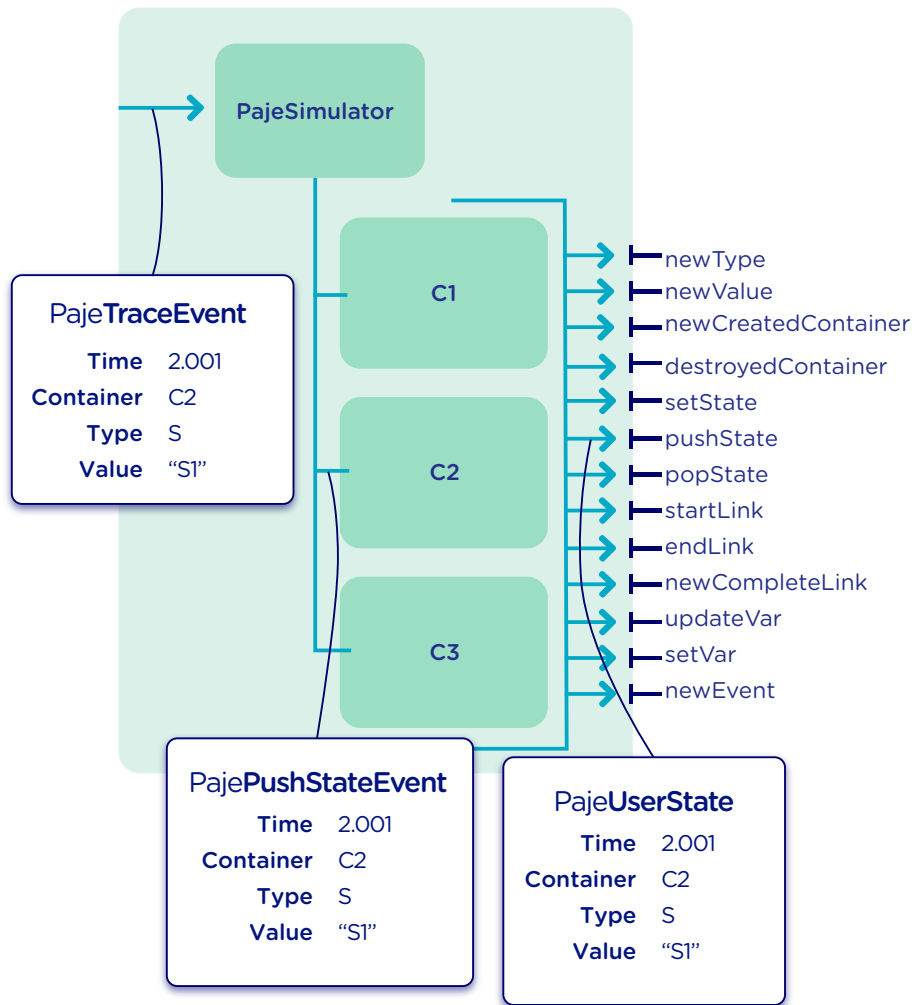 PajeSimulator
C1
C2
C3
newType
newValue
newCreatedContainer
destroyedContainer
setState
pushState
popState
startLink
endLink
newCompleteLink
updateVar
setVar
newEvent
PajeTraceEvent
Time 2.001
Container C2
Type S
Value “S1”
PajePushStateEvent
Time 2.001
Container C2
Type S
Value “S1”
PajeUserState
Time 2.001
Container C2
Type S
Value “S1”